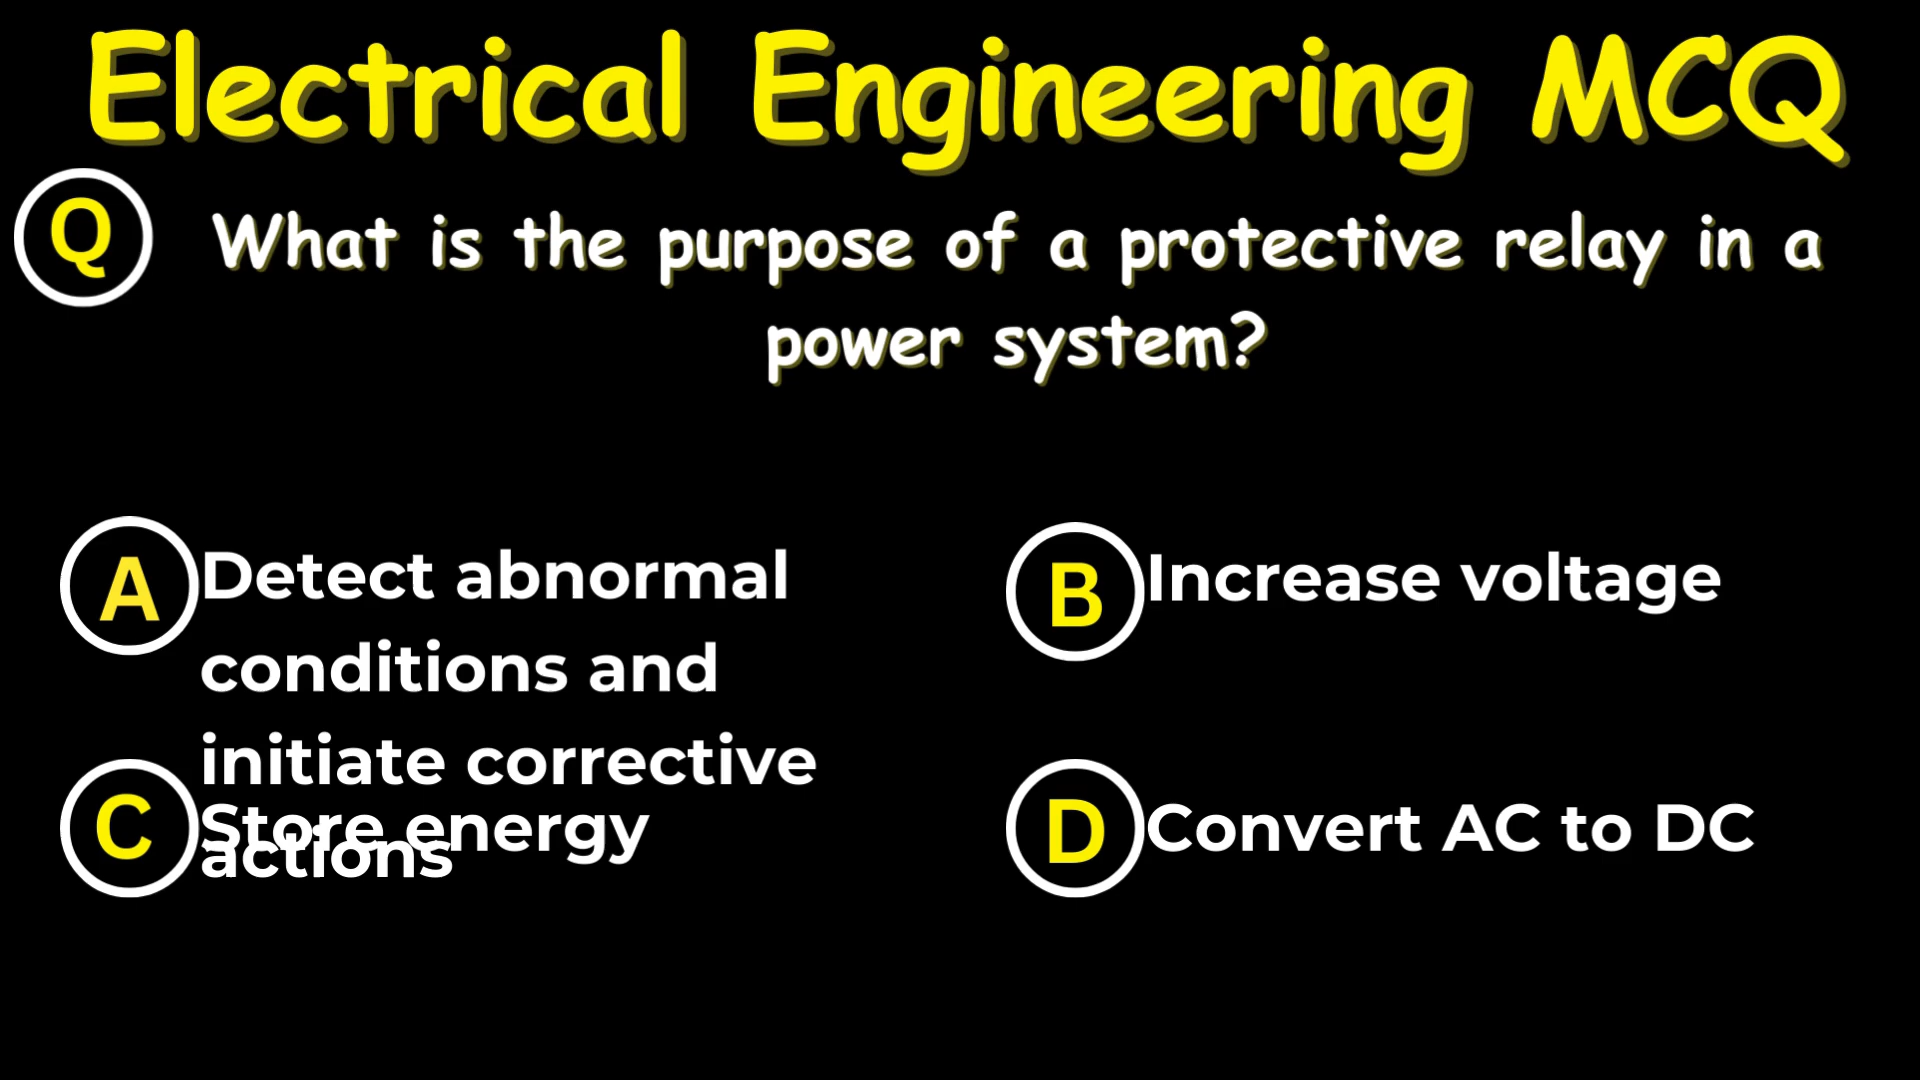 Electrical Engineering MCQ
Q
What is the purpose of a protective relay in a
power system?
A
Detect abnormal
conditions and
initiate corrective
actions
B
Increase voltage
C
Store energy
D
Convert AC to DC